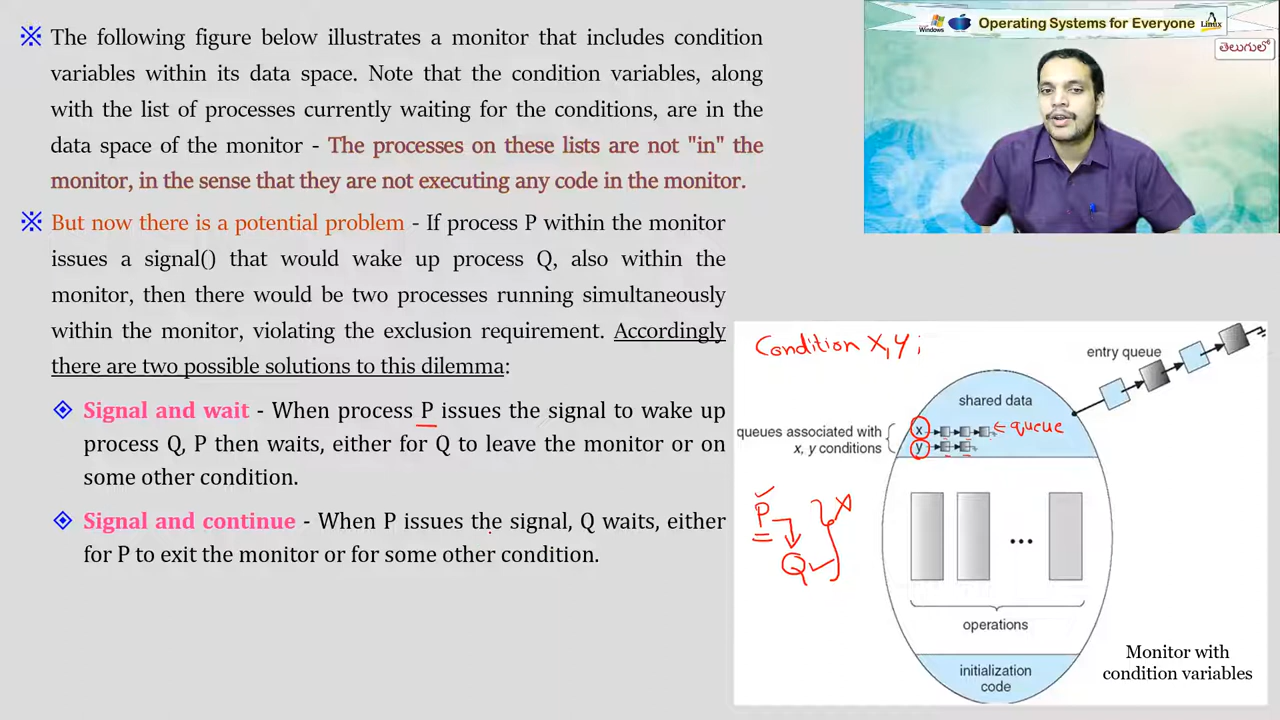 ※ The following figure below illustrates a monitor that includes condition
variables within its data space. Note that the condition variables, along
with the list of processes currently waiting for the conditions, are in the
data space of the monitor - The processes on these lists are not "in" the
monitor, in the sense that they are not executing any code in the monitor.
※ But now there is a potential problem - If process P within the monitor
issues a signal() that would wake up process Q, also within the
monitor, then there would be two processes running simultaneously
within the monitor, violating the exclusion requirement. Accordingly
there are two possible solutions to this dilemma:
Signal and wait - When process P issues the signal to wake up
process Q, P then waits, either for Q to leave the monitor or on
some other condition.
Signal and continue - When P issues the signal, Q waits, either
for P to exit the monitor or for some other condition.
Windows
Operating Systems for Everyone
Linux
తెలుగులో
Condition X, Y;
entry queue
shared data
queues associated with
x, y conditions
x
y
queue
P
Q
...
operations
initialization
code
Monitor with
condition variables